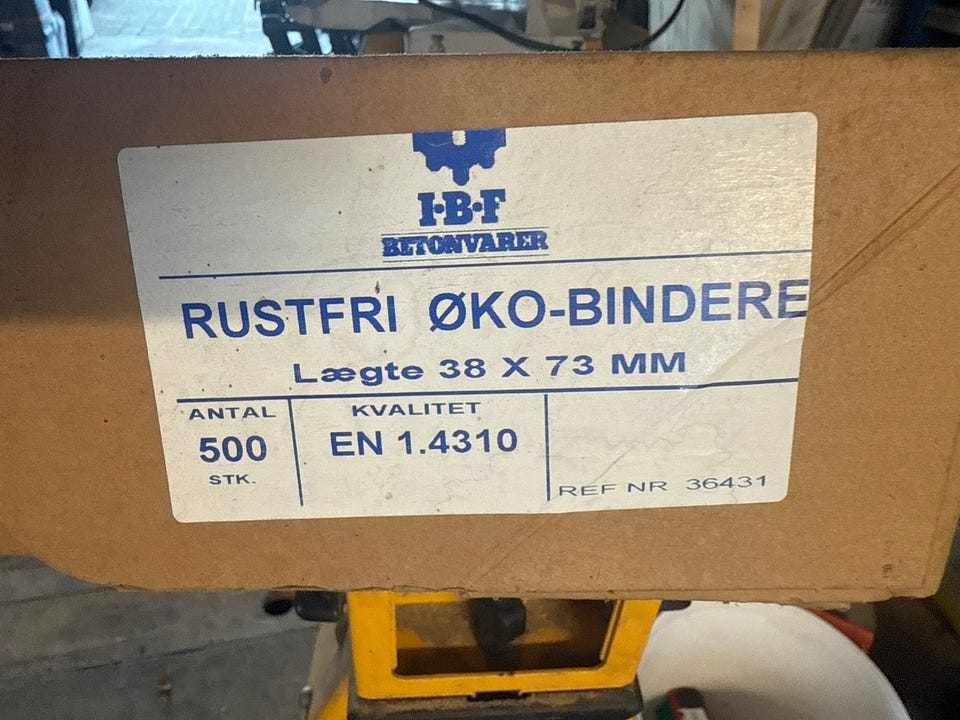 I·B·F
BETONVARER
RUSTFRI ØKO-BINDERE
Lægte 38 X 73 MM
ANTAL
500
STK.
KVALITET
EN 1.4310
REF NR 36431